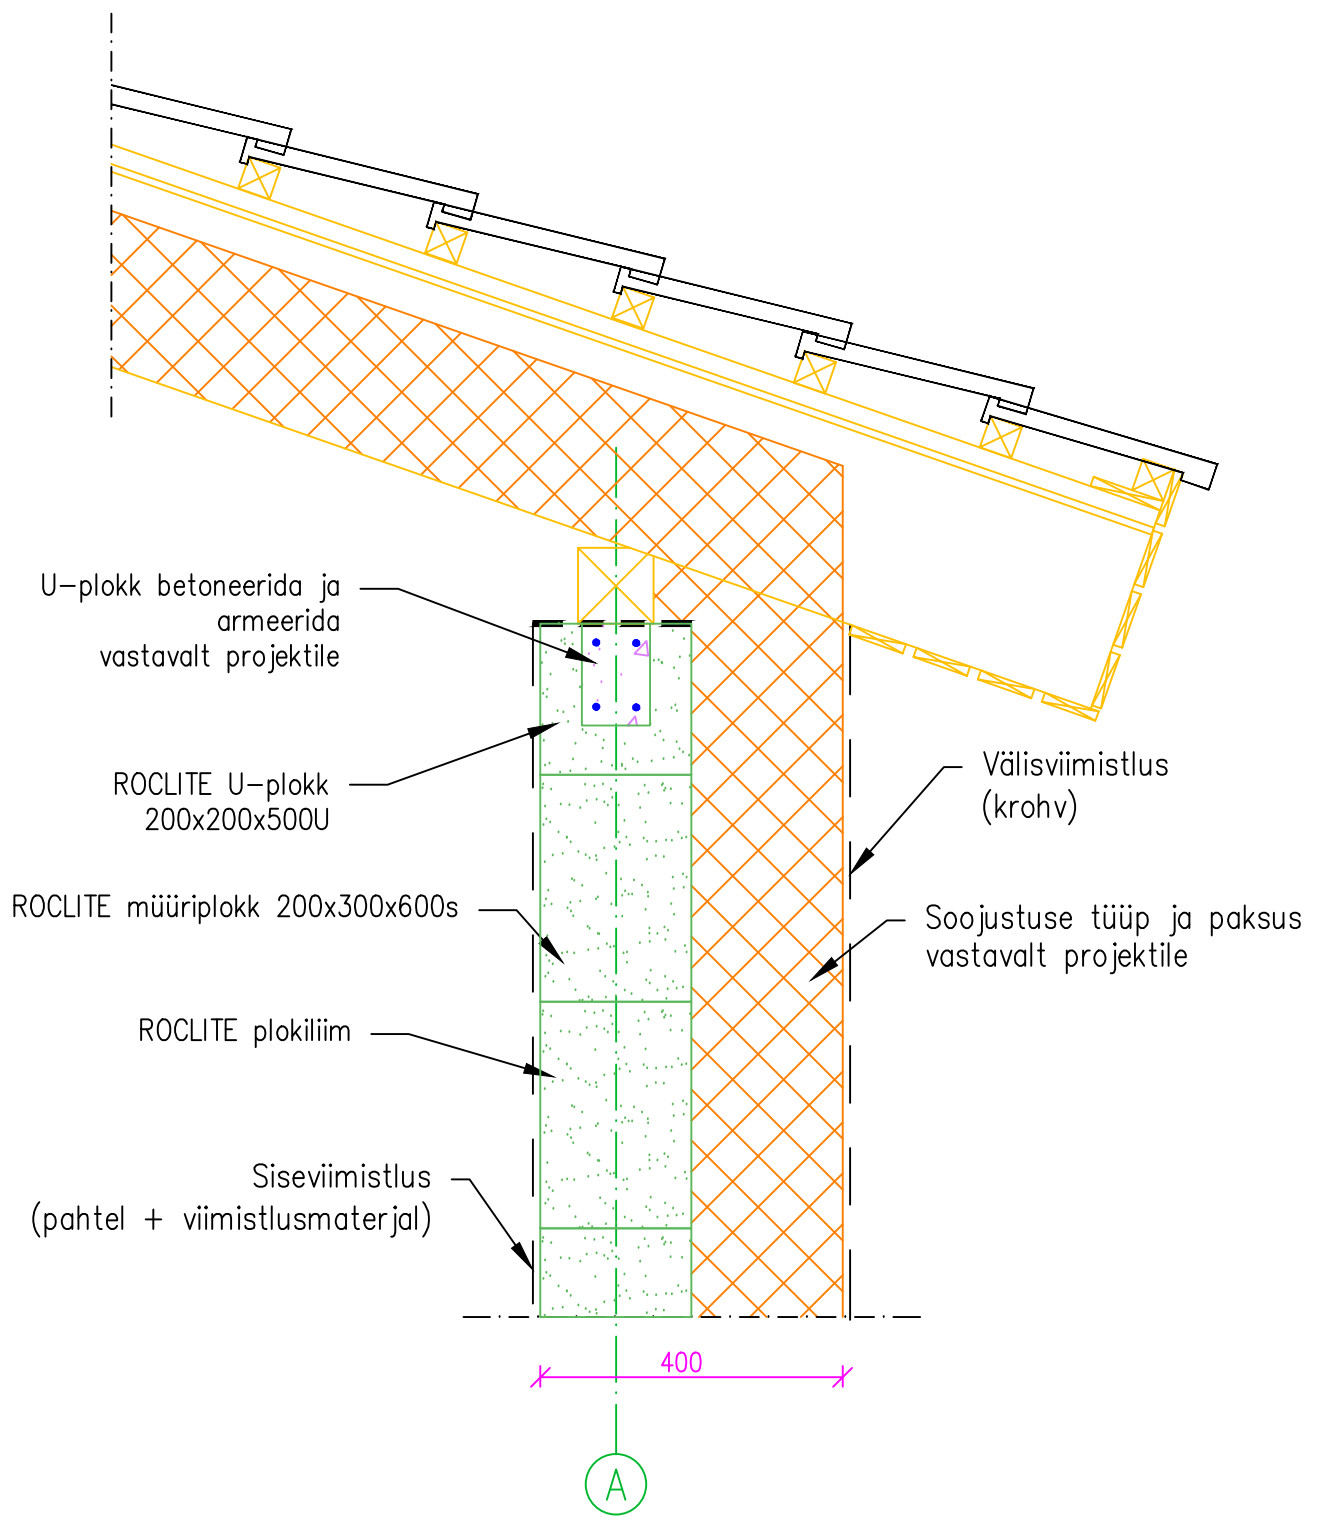 U-plokk betoneerida ja
armeerida
vastavalt projektile
ROCLITE U-plokk
200x200x500U
Välisviimistlus
(krohv)
ROCLITE müüriplokk 200x300x600s
Soojustuse tüüp ja paksus
vastavalt projektile
ROCLITE plokiliim
Siseviimistlus
(pahtel + viimistlusmaterjal)
400
A